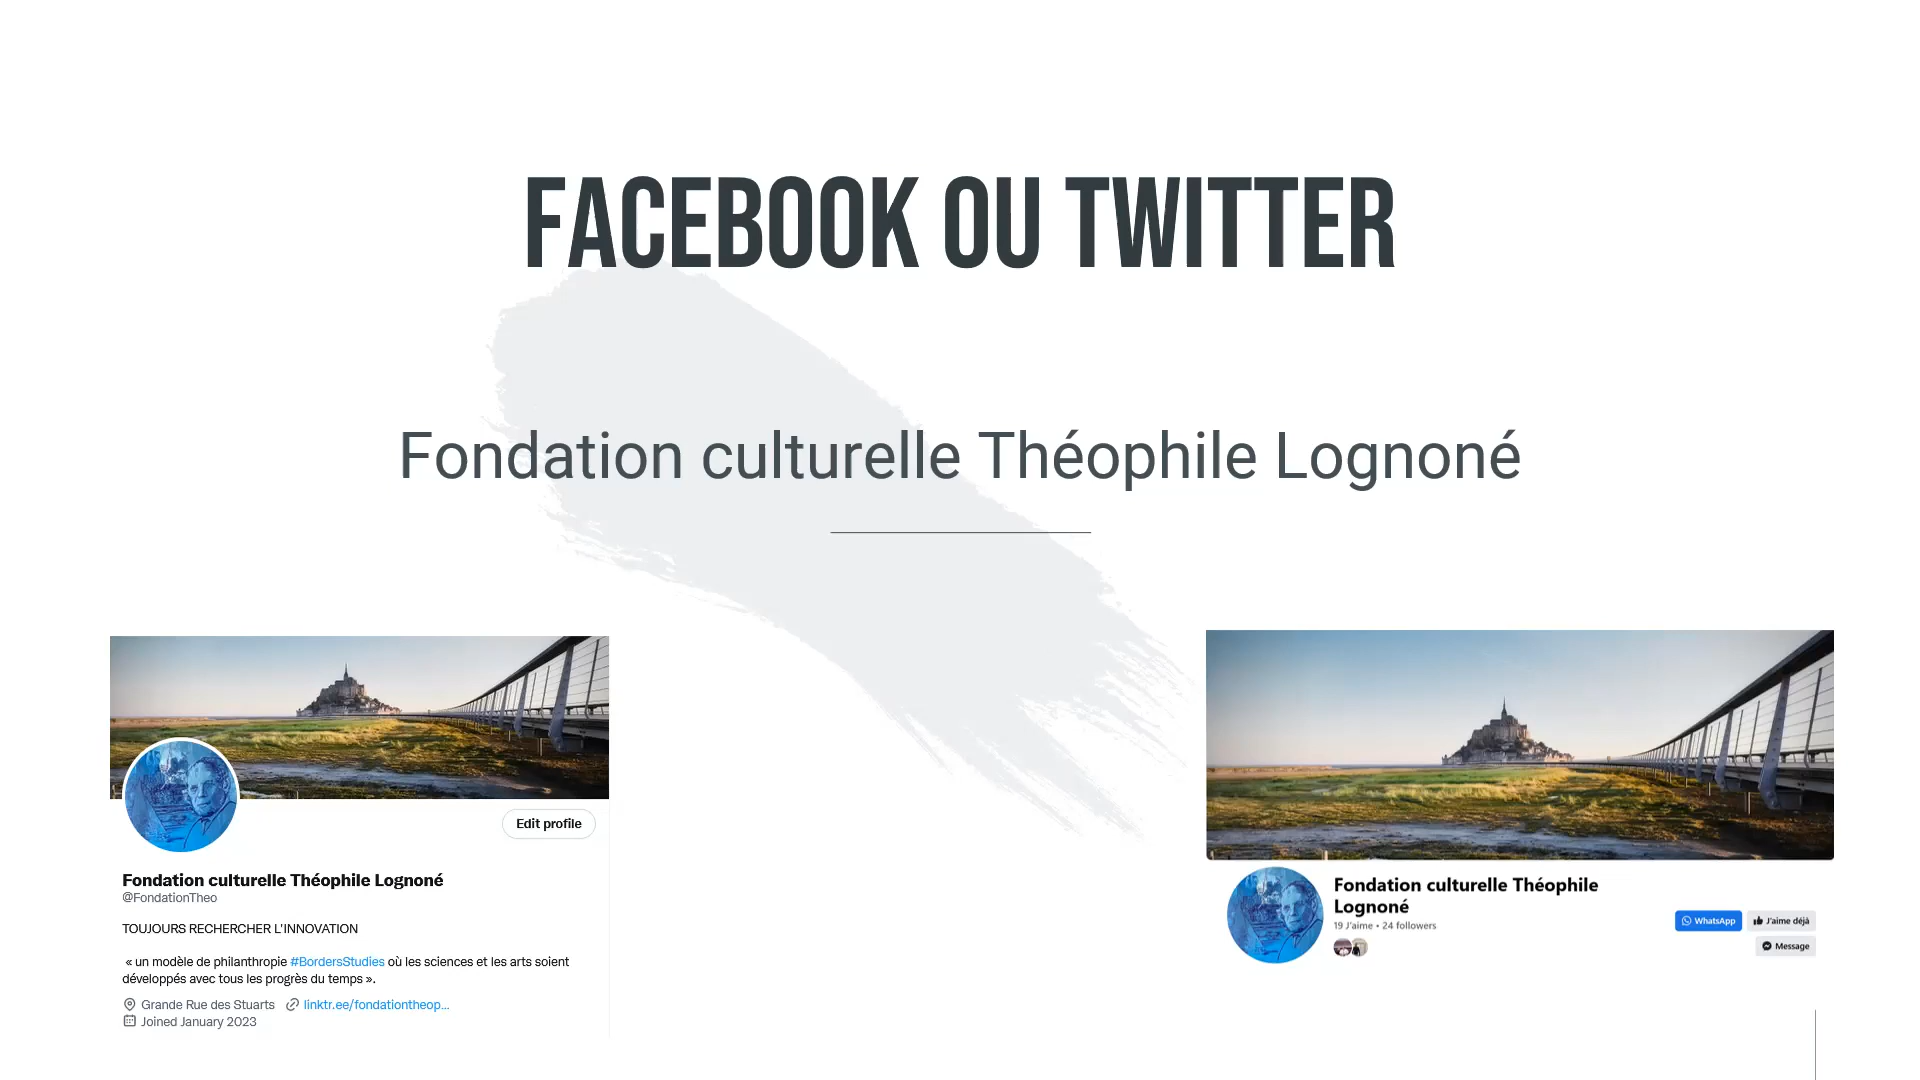 FACEBOOK OU TWITTER
Fondation culturelle Théophile Lognoné
Edit profile
Fondation culturelle Théophile Lognoné
@FondationTheo
TOUJOURS RECHERCHER L'INNOVATION
« un modèle de philanthropie #BordersStudies où les sciences et les arts soient
développés avec tous les progrès du temps ».
Grande Rue des Stuarts linktr.ee/fondationtheop...
Joined January 2023
Fondation culturelle Théophile
Lognoné
19 J'aime • 24 followers
WhatsApp
J'aime déjà
Message